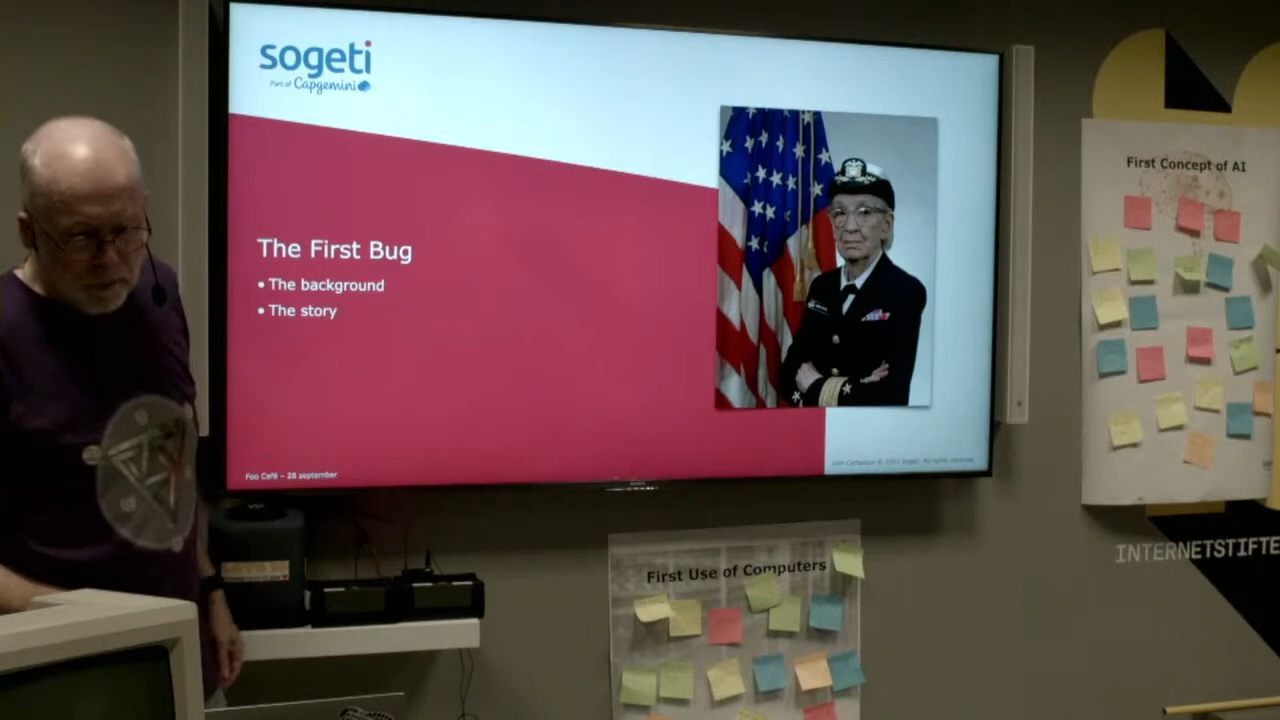 sogeti
Part of Capgemini
The First Bug
• The background
• The story
Foo Café – 28 september
First Concept of AI
First Use of Computers
INTERNETSTIFTE